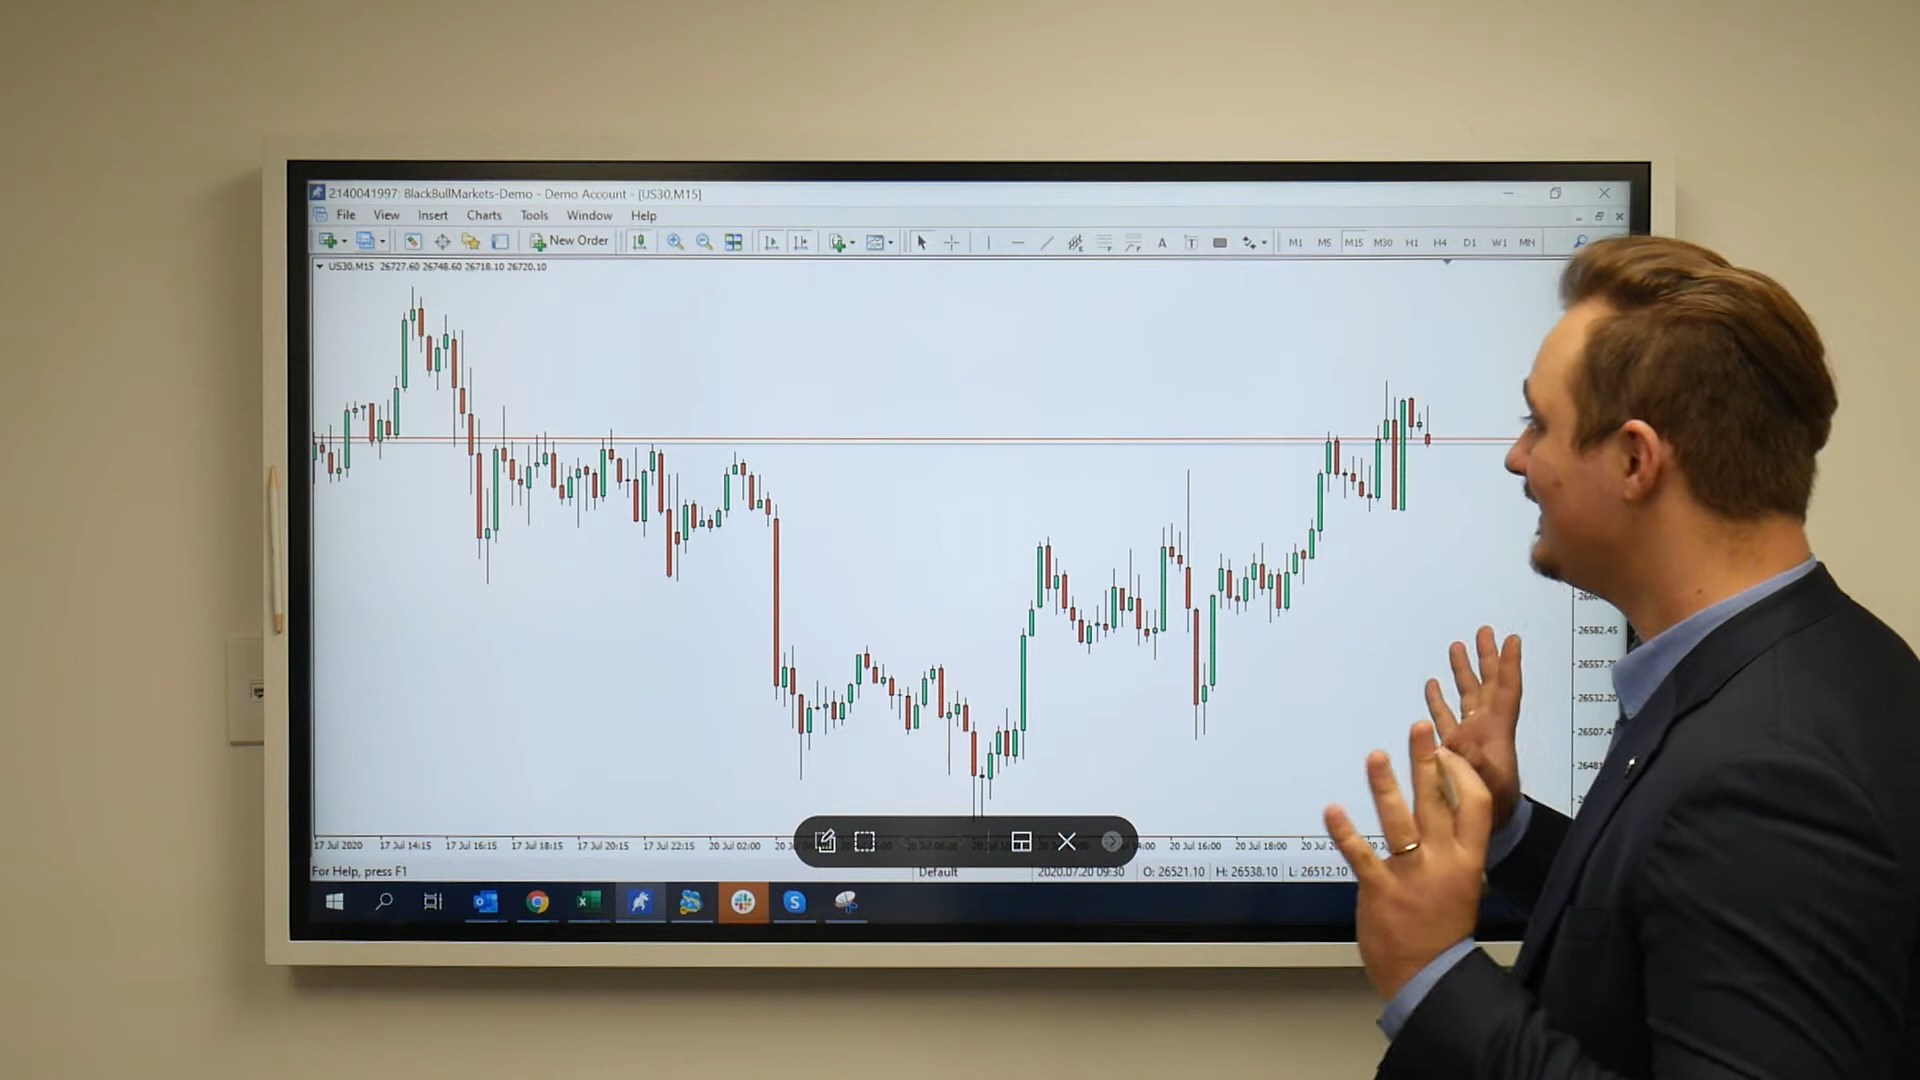 2140041997: BlackBullMarkets-Demo - Demo Account - [US30,M15]
File View Insert Charts Tools Window Help
New Order A T M1 M5 M15 M30 H1 H4 D1 W1 MN
US30,M15 26727.60 26748.60 26718.10 26720.10
26582.45
26557.
26532.20
26507.4
26481
17 Jul 2020 17 Jul 14:15 17 Jul 16:15 17 Jul 18:15 17 Jul 20:15 17 Jul 22:15 20 Jul 02:00 20 Jul 16:00 20 Jul 18:00
For Help, press F1 Default 2020.07.20 09:30 O: 26521.10 H: 26538.10 L: 26512.10